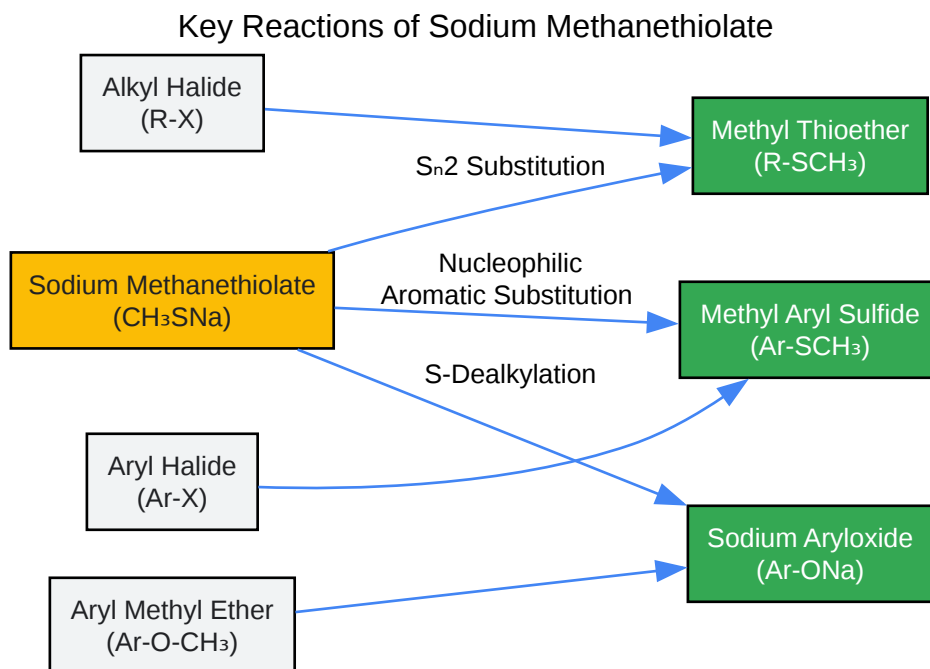 Key Reactions of Sodium Methanethiolate
Alkyl Halide
(R-X)
Methyl Thioether
(R-SCH₃)
Sₙ2 Substitution
Sodium Methanethiolate
(CH₃SNa)
Nucleophilic
Aromatic Substitution
Methyl Aryl Sulfide
(Ar-SCH₃)
S-Dealkylation
Aryl Halide
(Ar-X)
Sodium Aryloxide
(Ar-ONa)
Aryl Methyl Ether
(Ar-O-CH₃)